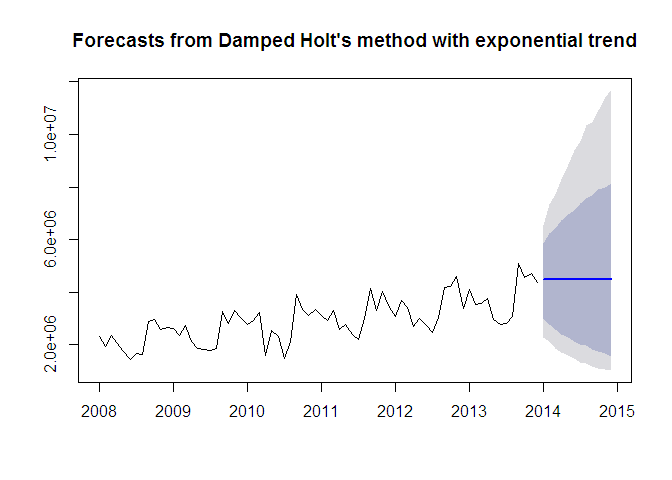 Forecasts from Damped Holt's method with exponential trend
1.0e+07
6.0e+06
2.0e+06
2008 2009 2010 2011 2012 2013 2014 2015